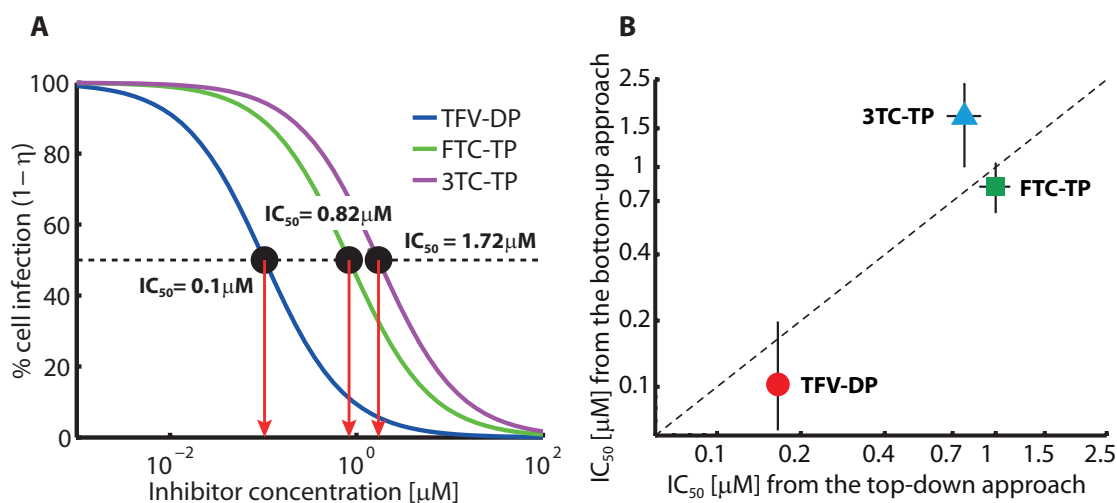 A
% cell infection (1− η)
100
80
60
40
20
0
TFV-DP
FTC-TP
3TC-TP
IC50= 0.82μM
IC50 = 1.72μM
IC50= 0.1μM
10−2
100
102
Inhibitor concentration [μM]
B
IC50 [μM] from the bottom-up approach
2.5
1.5
1
0.7
0.4
0.2
0.1
3TC-TP
FTC-TP
TFV-DP
0.1
0.2
0.4
0.7
1
1.5
2.5
IC50 [μM] from the top-down approach